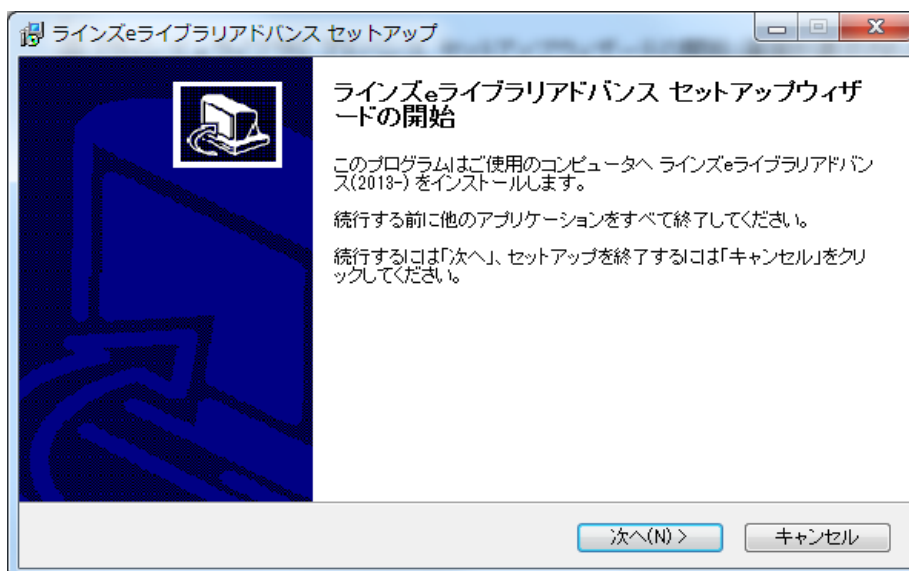 ラインズeライブラリアドバンス セットアップ
ラインズeライブラリアドバンス セットアップウィザ
ードの開始
このプログラムはご使用のコンピュータへ ラインズeライブラリアドバン
ス(2013-) をインストールします。
続行する前に他のアプリケーションをすべて終了してください。
続行するには「次へ」、セットアップを終了するには「キャンセル」をクリ
ックしてください。
次へ(N) >
キャンセル